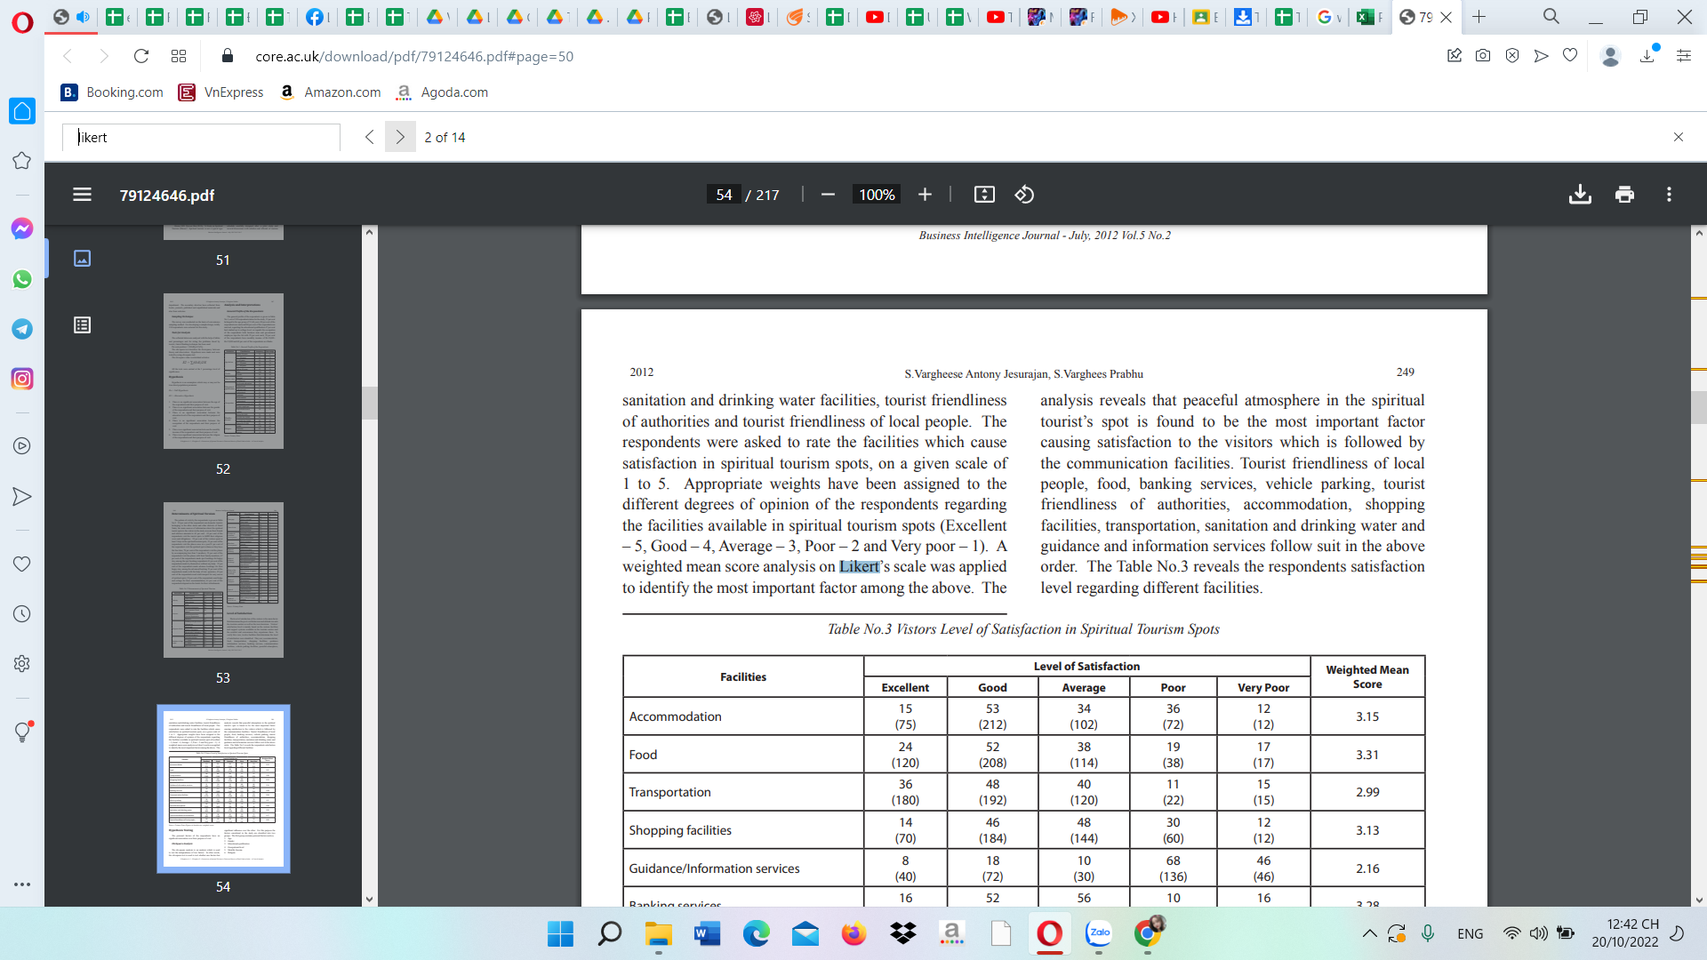 79
core.ac.uk/download/pdf/79124646.pdf#page=50
Booking.com
VnExpress
Amazon.com
Agoda.com
likert
2 of 14
79124646.pdf
54 / 217
100%
51
52
53
54
Business Intelligence Journal - July, 2012 Vol.5 No.2
2012
S.Vargheese Antony Jesurajan, S.Varghees Prabhu
249
sanitation and drinking water facilities, tourist friendliness
of authorities and tourist friendliness of local people. The
respondents were asked to rate the facilities which cause
satisfaction in spiritual tourism spots, on a given scale of
1 to 5. Appropriate weights have been assigned to the
different degrees of opinion of the respondents regarding
the facilities available in spiritual tourism spots (Excellent
– 5, Good – 4, Average – 3, Poor – 2 and Very poor – 1). A
weighted mean score analysis on Likert's scale was applied
to identify the most important factor among the above. The
analysis reveals that peaceful atmosphere in the spiritual
tourist's spot is found to be the most important factor
causing satisfaction to the visitors which is followed by
the communication facilities. Tourist friendliness of local
people, food, banking services, vehicle parking, tourist
friendliness of authorities, accommodation, shopping
facilities, transportation, sanitation and drinking water and
guidance and information services follow suit in the above
order. The Table No.3 reveals the respondents satisfaction
level regarding different facilities.
Table No.3 Vistors Level of Satisfaction in Spiritual Tourism Spots
Facilities
Level of Satisfaction
Weighted Mean
Score
Excellent Good Average Poor Very Poor
Accommodation
15 53 34 36 12
(75) (212) (102) (72) (12)
3.15
Food
24 52 38 19 17
(120) (208) (114) (38) (17)
3.31
Transportation
36 48 40 11 15
(180) (192) (120) (22) (15)
2.99
Shopping facilities
14 46 48 30 12
(70) (184) (144) (60) (12)
3.13
Guidance/Information services
8 18 10 68 46
(40) (72) (30) (136) (46)
2.16
16 52 56 10 16
Banking services
3.28
Zalo
ENG
12:42 CH
20/10/2022